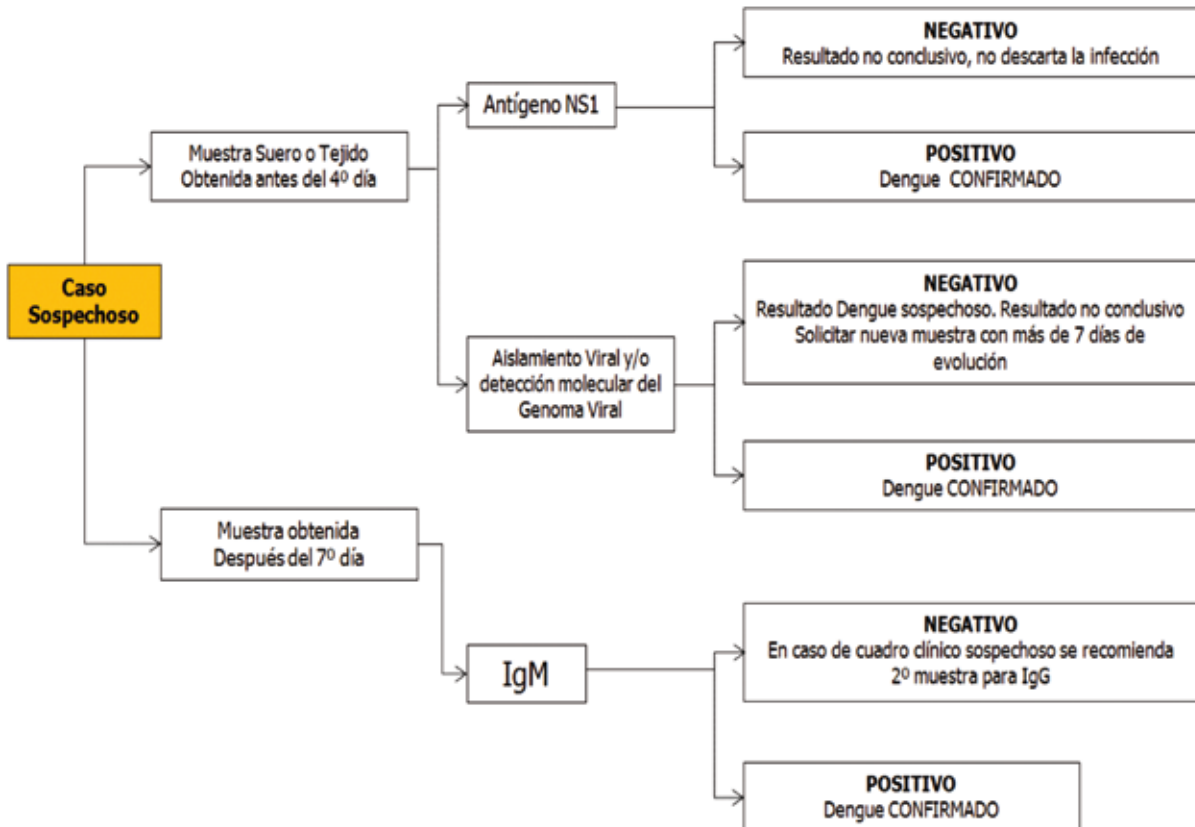 Caso
Sospechoso
Muestra Suero o Tejido
Obtenida antes del 4º día
Antígeno NS1
NEGATIVO
Resultado no conclusivo, no descarta la infección
POSITIVO
Dengue CONFIRMADO
Aislamiento Viral y/o
detección molecular del
Genoma Viral
NEGATIVO
Resultado Dengue sospechoso. Resultado no conclusivo
Solicitar nueva muestra con más de 7 días de
evolución
POSITIVO
Dengue CONFIRMADO
Muestra obtenida
Después del 7º día
IgM
NEGATIVO
En caso de cuadro clínico sospechoso se recomienda
2º muestra para IgG
POSITIVO
Dengue CONFIRMADO